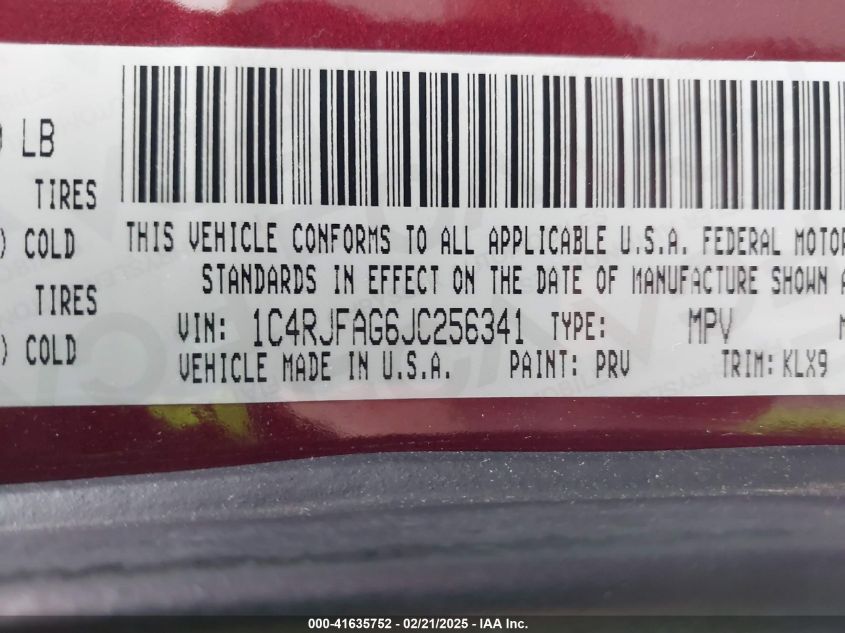 LB
TIRES
) COLD
TIRES
) COLD
THIS VEHICLE CONFORMS TO ALL APPLICABLE U.S.A. FEDERAL MOTOR
STANDARDS IN EFFECT ON THE DATE OF MANUFACTURE SHOWN
VIN: 1C4RJFAG6JC256341 TYPE: MPV
VEHICLE MADE IN U.S.A. PAINT: PRV TRIM: KLX9
000-41635752 - 02/21/2025 - IAA Inc.